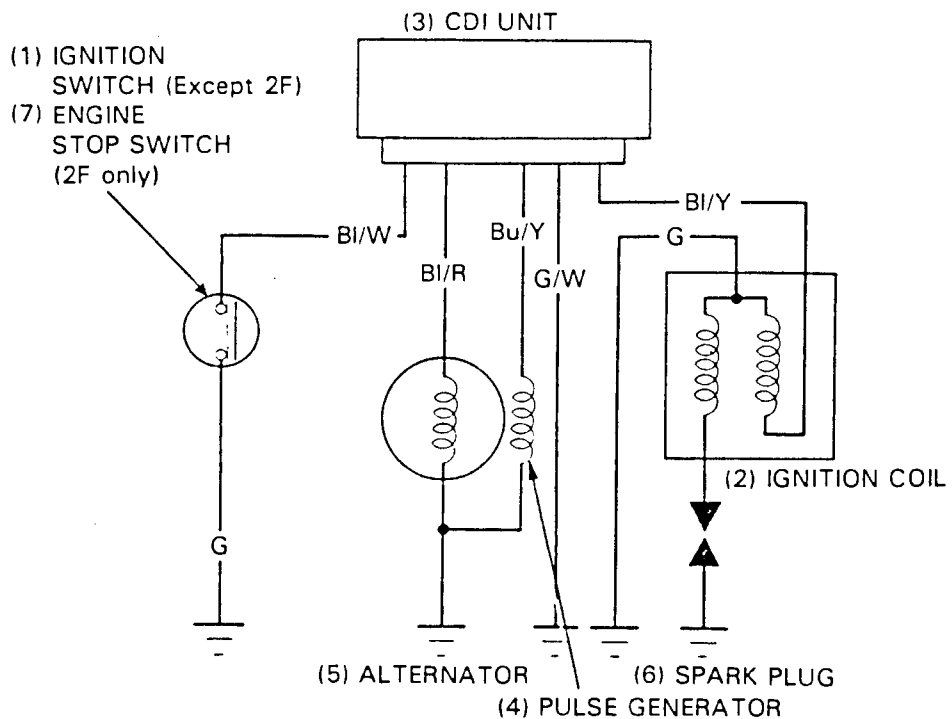 (3) CDI UNIT
(1) IGNITION
SWITCH (Except 2F)
(7) ENGINE
STOP SWITCH
(2F only)
Bl/W
Bl/R
Bu/Y
G/W
G
Bl/Y
(2) IGNITION COIL
G
(5) ALTERNATOR
(6) SPARK PLUG
(4) PULSE GENERATOR